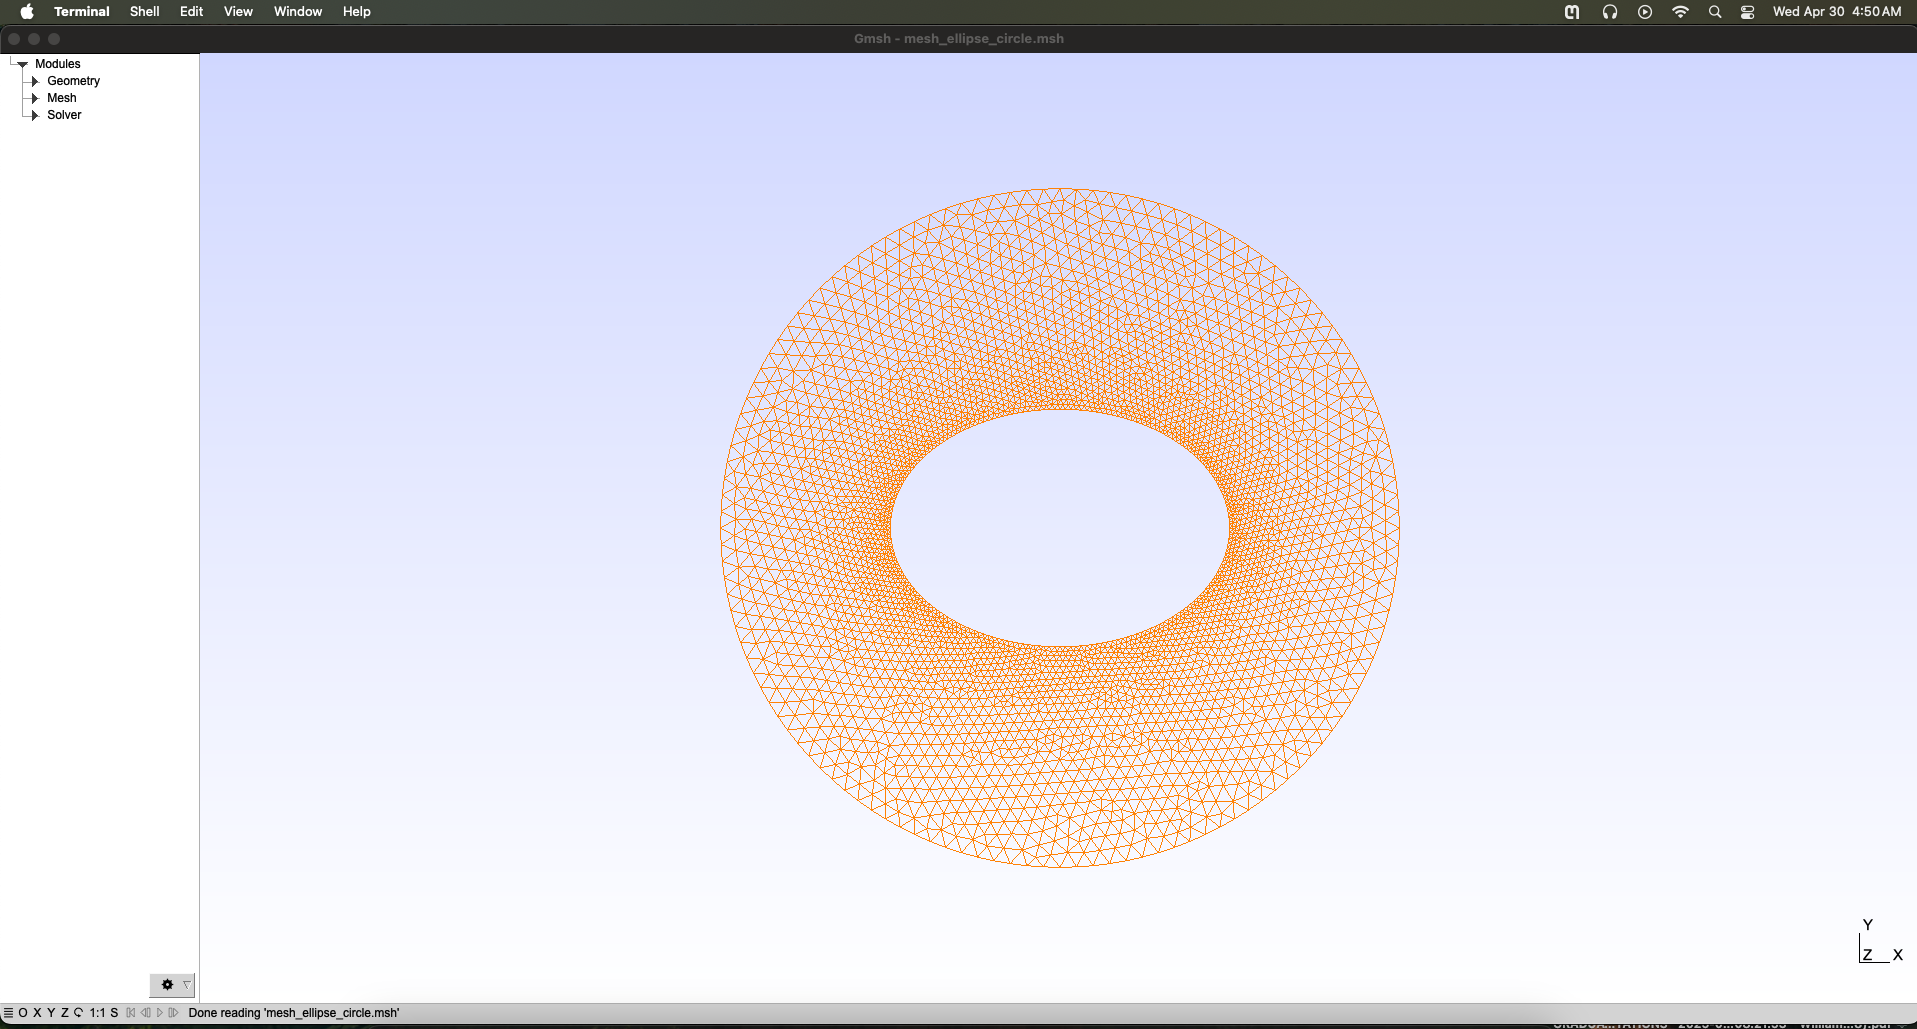 Terminal Shell Edit View Window Help Wed Apr 30 4:50 AM
Gmsh - mesh_ellipse_circle.msh
Modules
Geometry
Mesh
Solver
Y
Z X
O X Y Z 1:1 S Done reading 'mesh_ellipse_circle.msh'